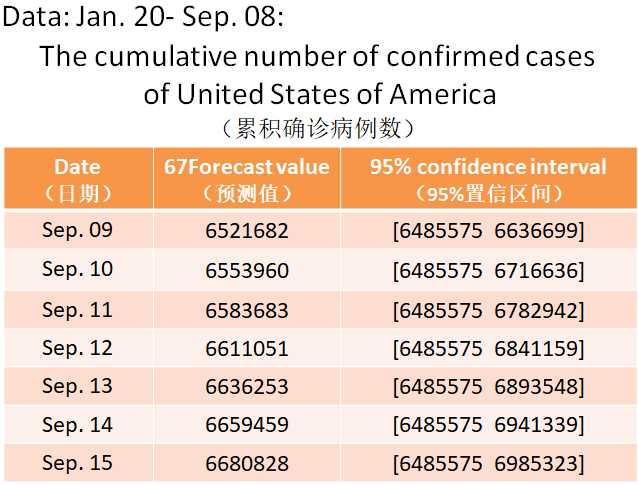 Data: Jan. 20- Sep. 08:
The cumulative number of confirmed cases
of United States of America
（累积确诊病例数）
Date 67Forecast value 95% confidence interval
（日期） （预测值） （95%置信区间）
Sep. 09 6521682 [6485575 6636699]
Sep. 10 6553960 [6485575 6716636]
Sep. 11 6583683 [6485575 6782942]
Sep. 12 6611051 [6485575 6841159]
Sep. 13 6636253 [6485575 6893548]
Sep. 14 6659459 [6485575 6941339]
Sep. 15 6680828 [6485575 6985323]